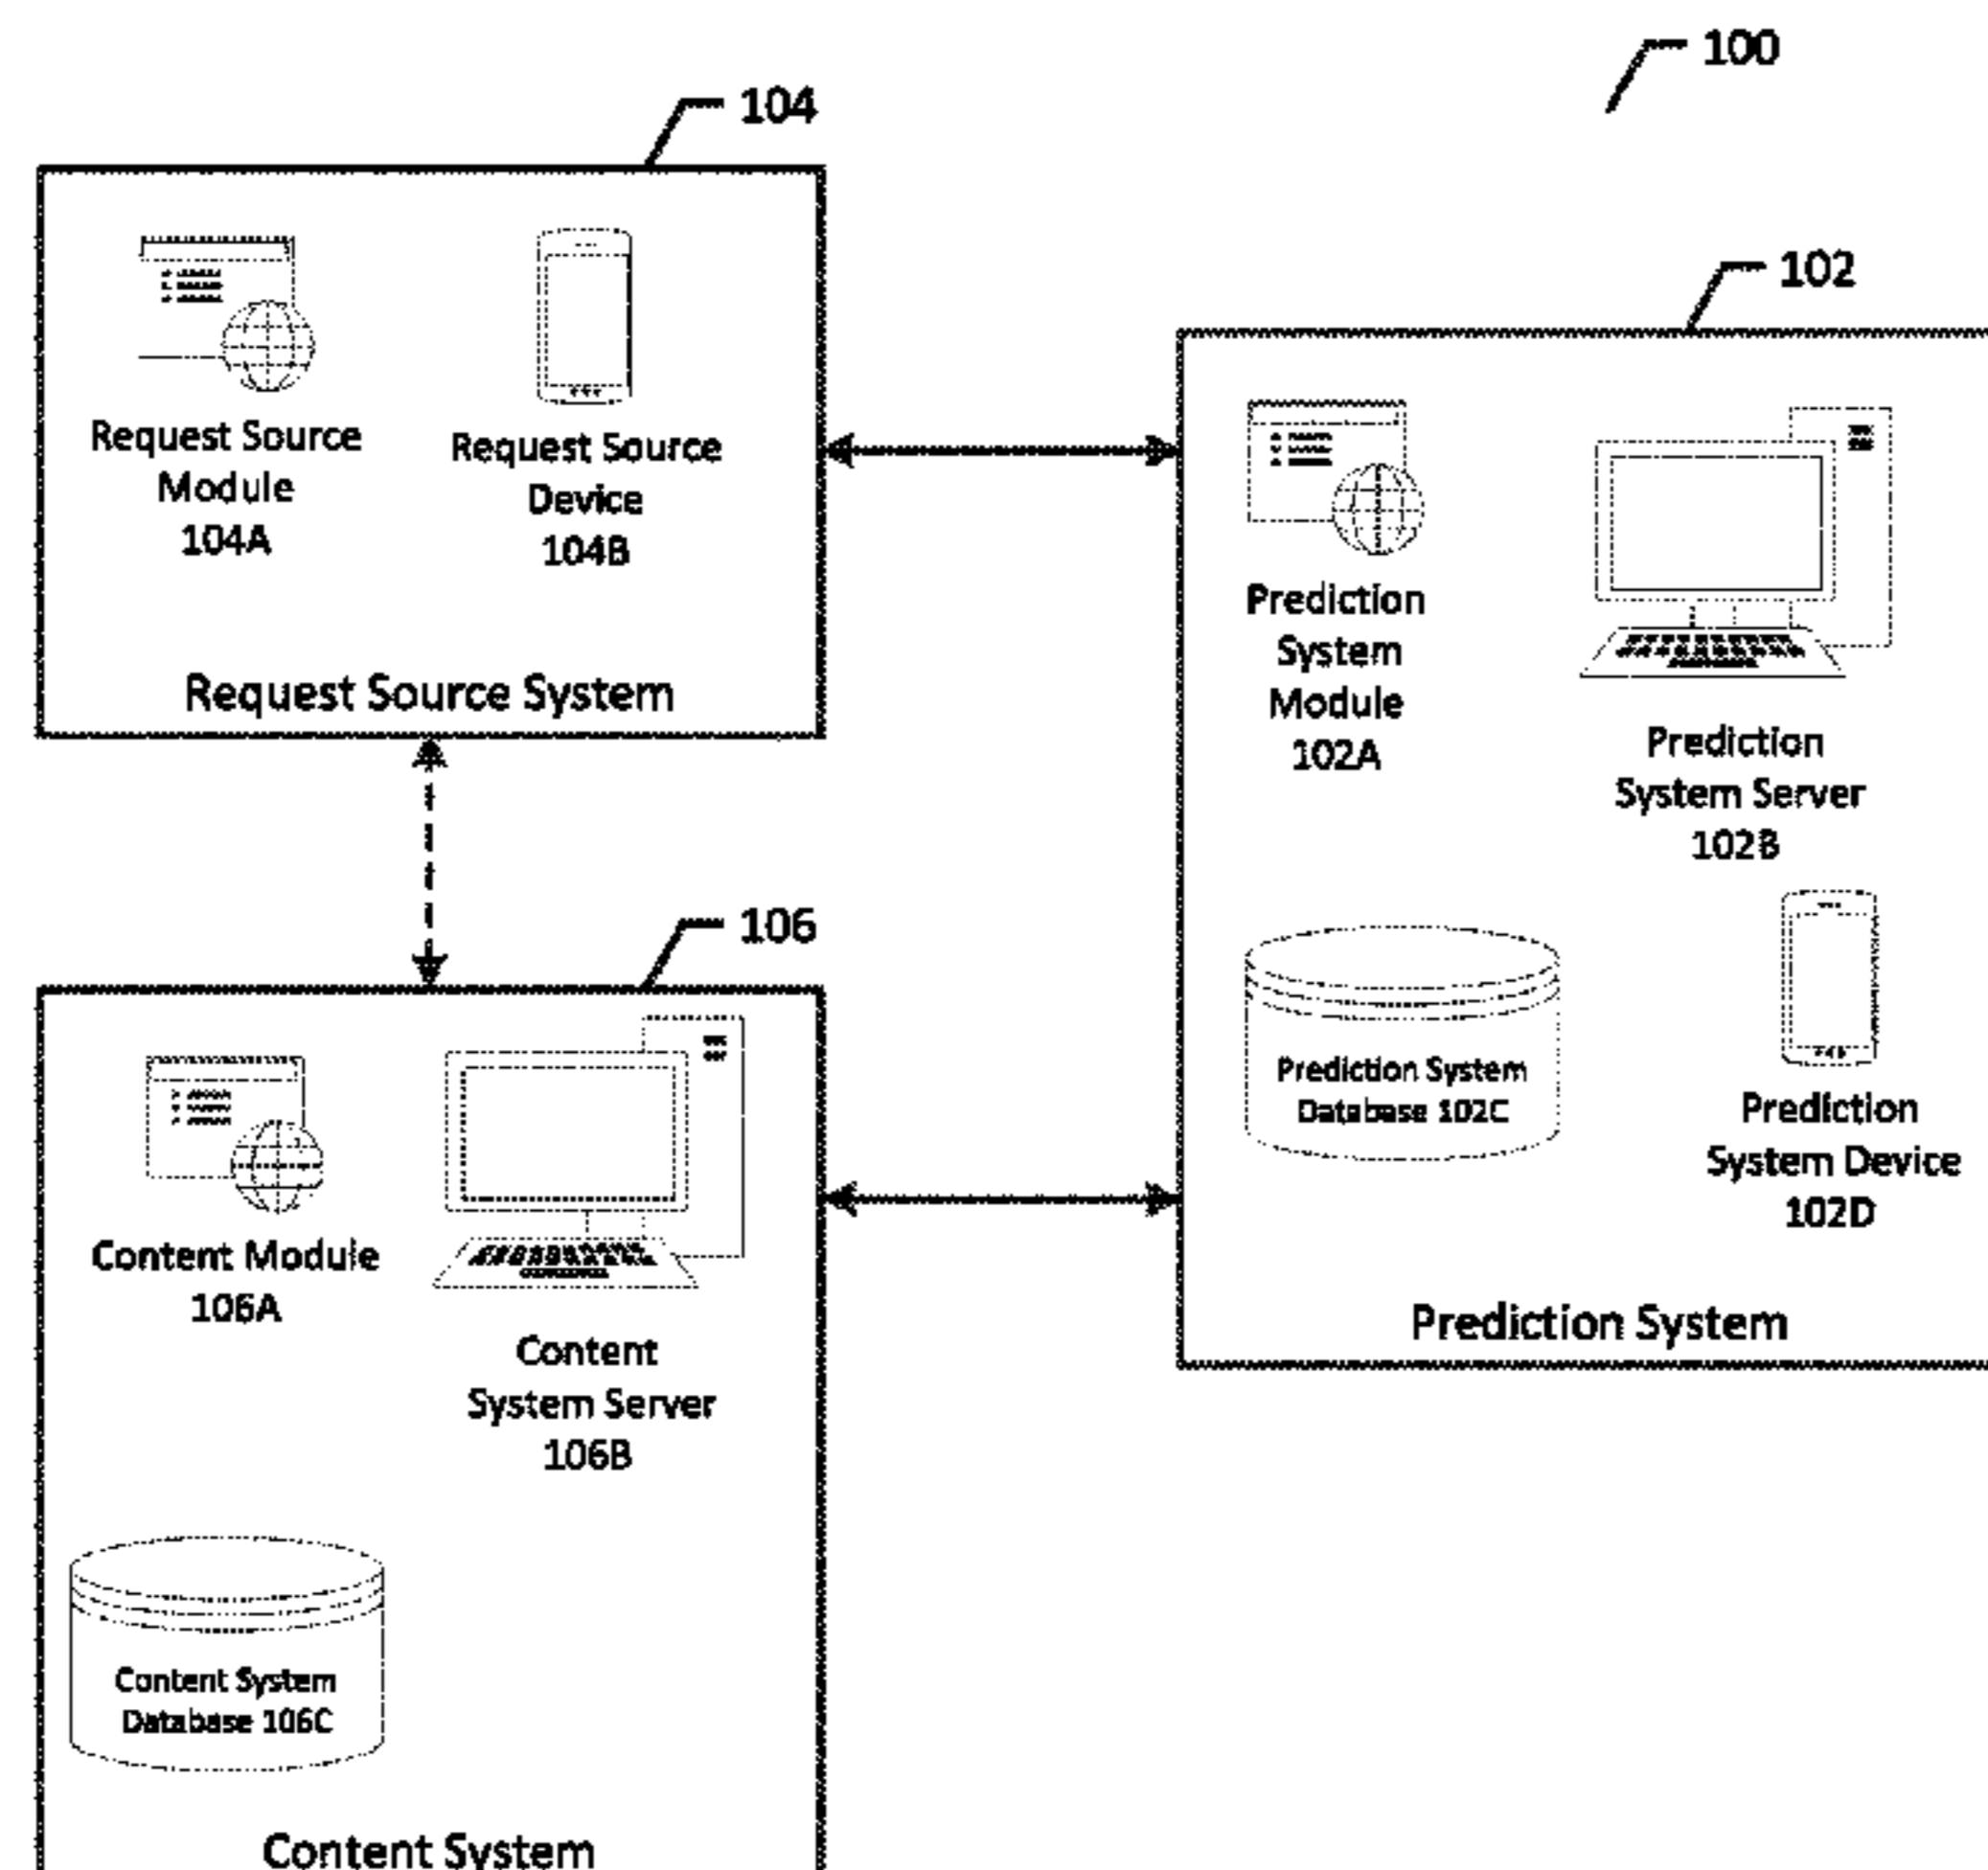 100
104
Request Source
Module
104A
Request Source
Device
104B
Request Source System
102
Prediction
System
Module
102A
Prediction
System Server
102B
Prediction System
Database 102C
Prediction
System Device
102D
Prediction System
106
Content Module
106A
Content
System Server
106B
Content System
Database 106C
Content System